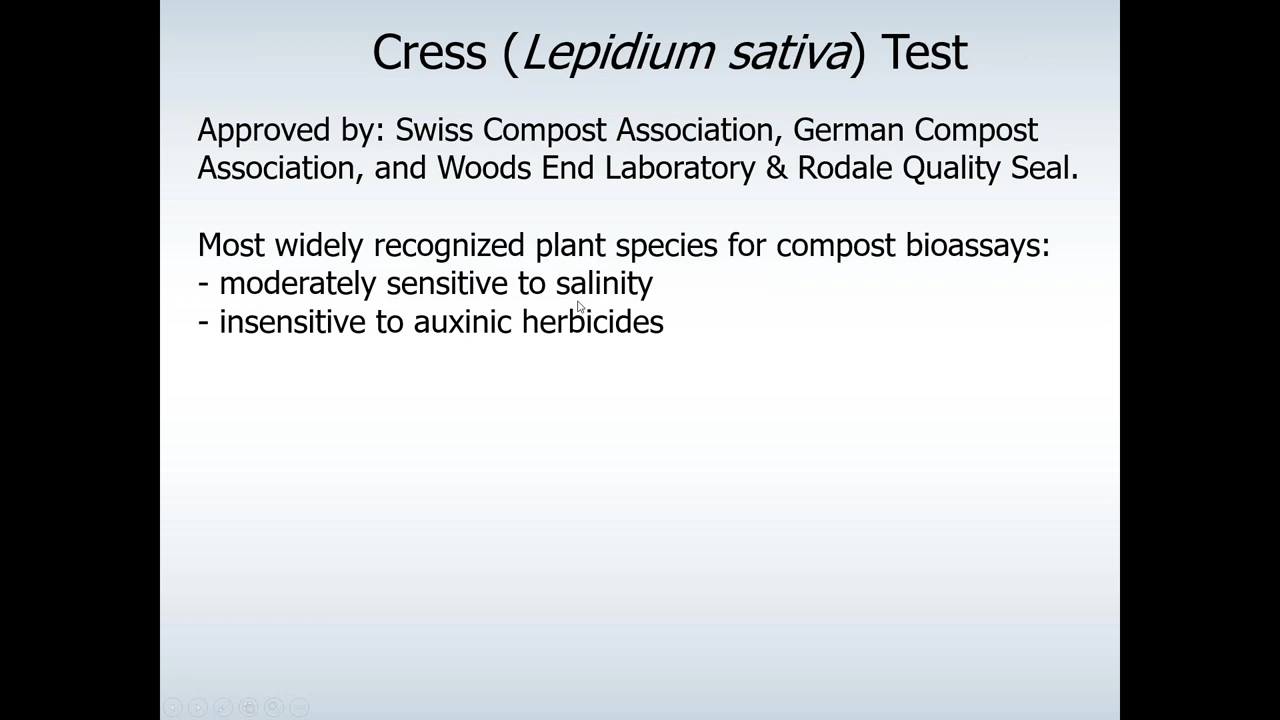 Cress (Lepidium sativa) Test
Approved by: Swiss Compost Association, German Compost
Association, and Woods End Laboratory & Rodale Quality Seal.
Most widely recognized plant species for compost bioassays:
- moderately sensitive to salinity
- insensitive to auxinic herbicides